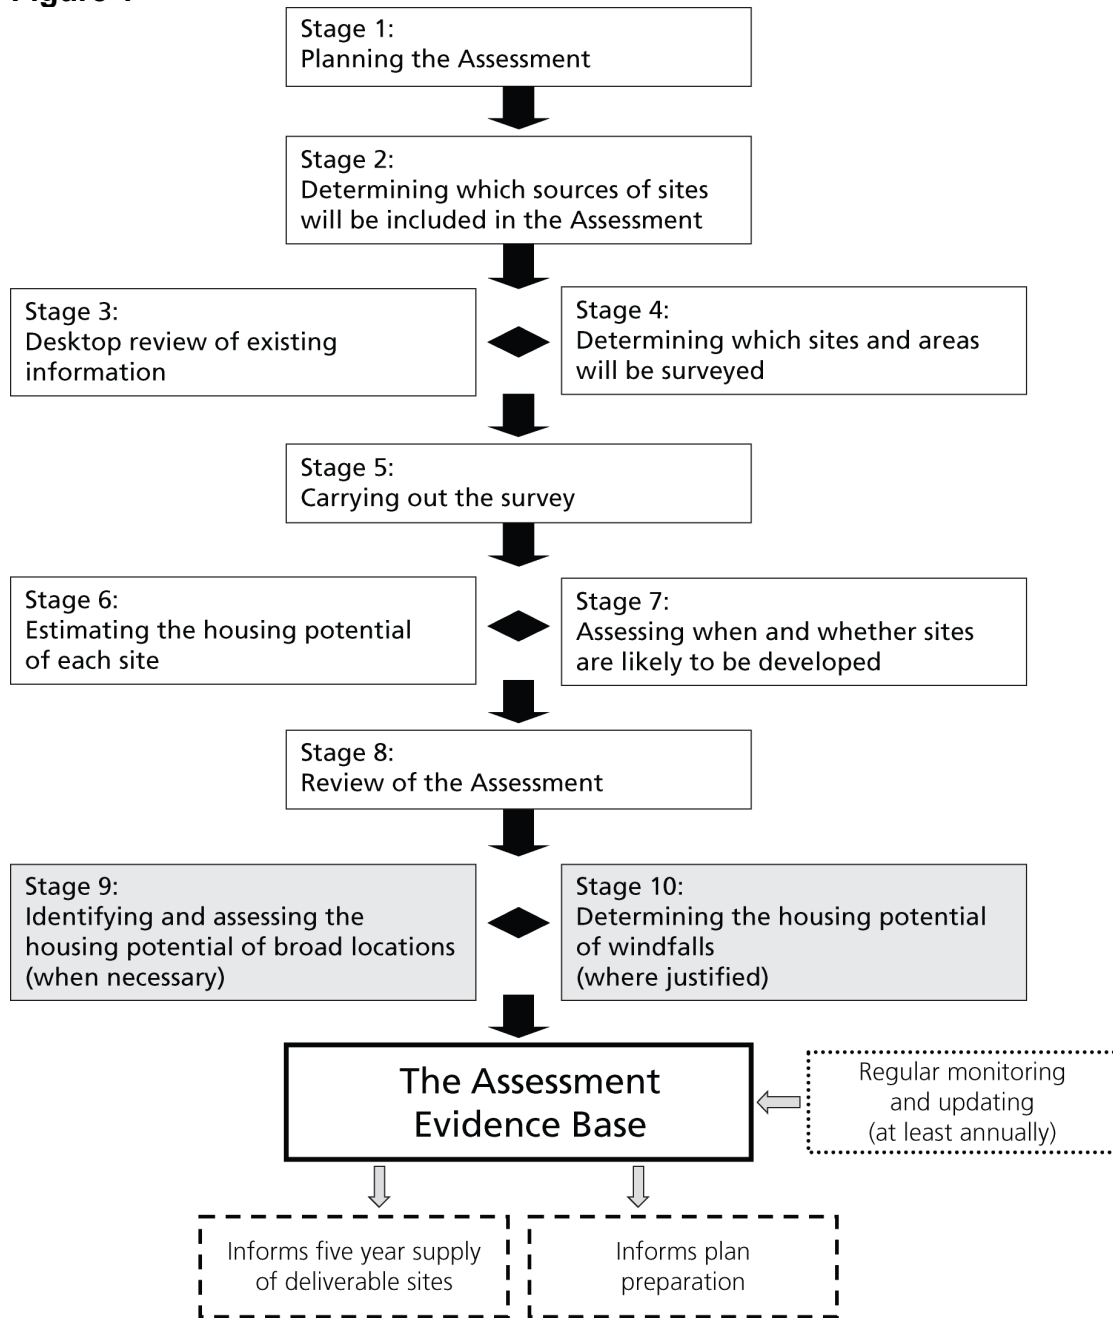 Stage 1:
Planning the Assessment
Stage 2:
Determining which sources of sites
will be included in the Assessment
Stage 3:
Desktop review of existing
information
Stage 4:
Determining which sites and areas
will be surveyed
Stage 5:
Carrying out the survey
Stage 6:
Estimating the housing potential
of each site
Stage 7:
Assessing when and whether sites
are likely to be developed
Stage 8:
Review of the Assessment
Stage 9:
Identifying and assessing the
housing potential of broad locations
(when necessary)
Stage 10:
Determining the housing potential
of windfalls
(where justified)
The Assessment
Evidence Base
Regular monitoring
and updating
(at least annually)
Informs five year supply
of deliverable sites
Informs plan
preparation